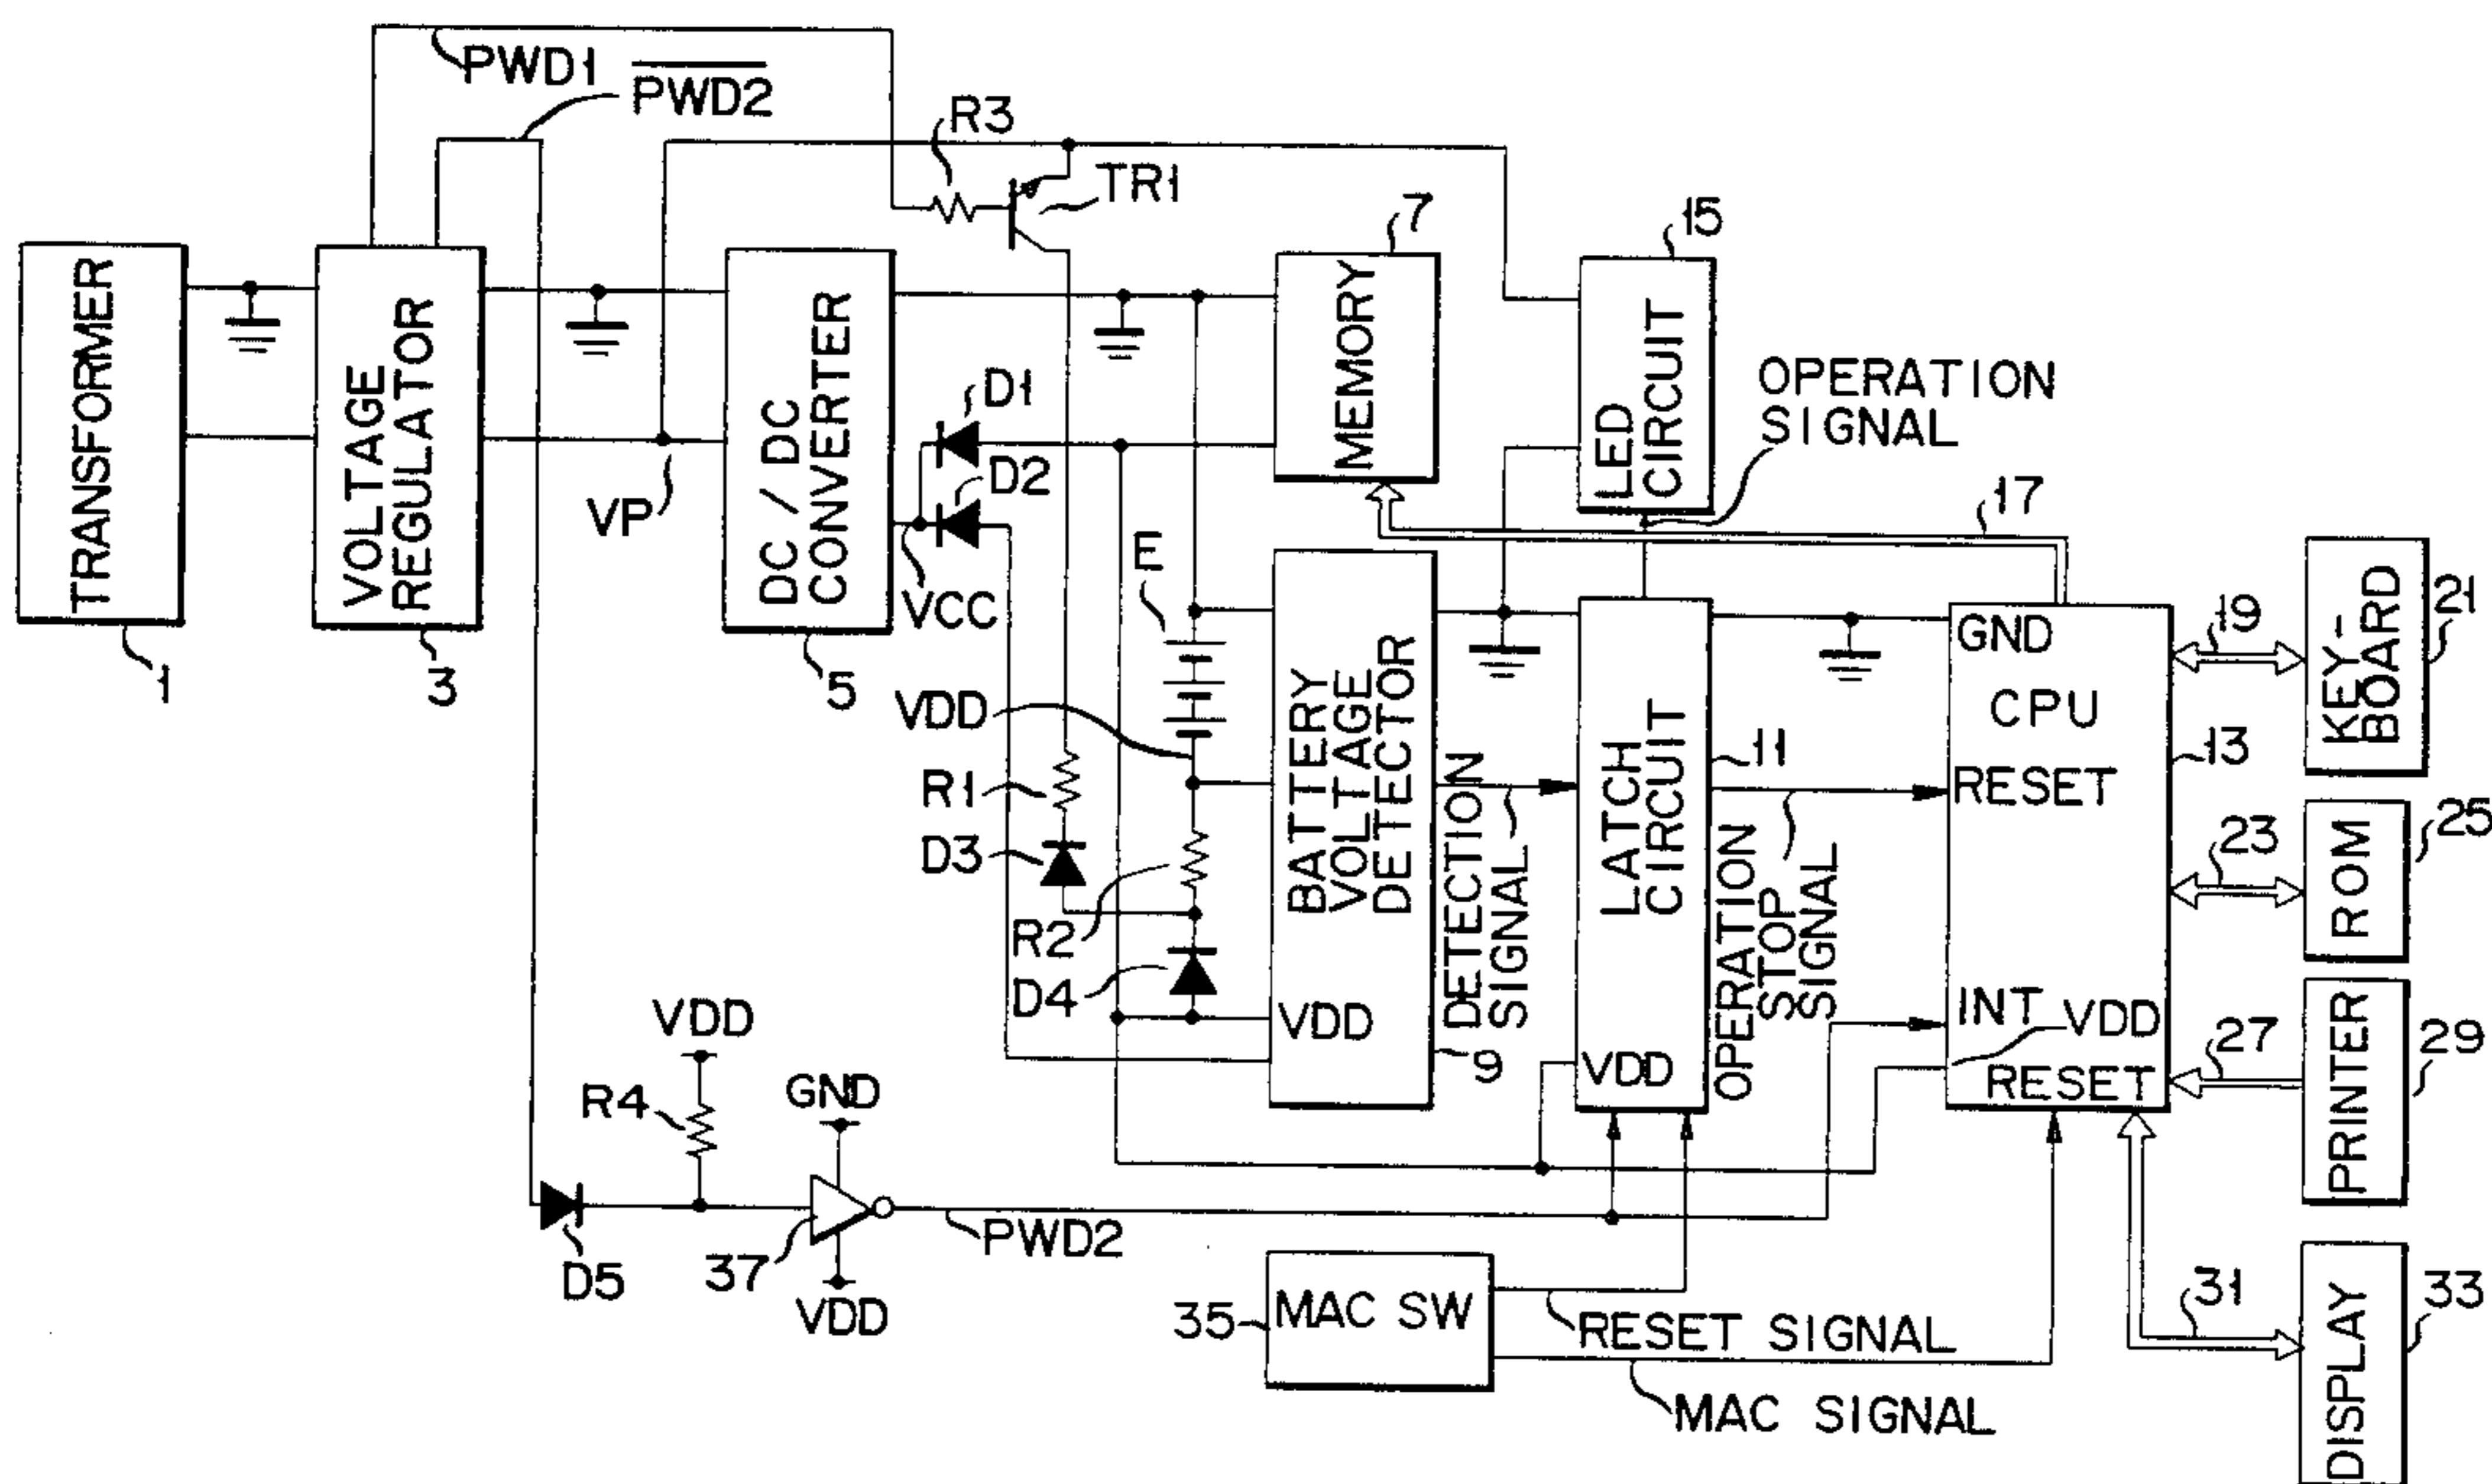 PWD1
PWD2
R3
TR1
7
15
TRANSFORMER
VOLTAGE
REGULATOR
DC / DC
CONVERTER
MEMORY
LED
CIRCUIT
OPERATION
SIGNAL
D1
D2
VP
VCC
17
E
1
3
5
VDD
R1
D3
R2
D4
BATTERY
VOLTAGE
DETECTOR
VDD
9
DETECTION
SIGNAL
LATCH
CIRCUIT
VDD
11
OPERATION
STOP
SIGNAL
GND
CPU
RESET
INT
VDD
RESET
13
19
KEY-
BOARD
21
23
ROM
25
27
PRINTER
29
31
DISPLAY
33
VDD
R4
GND
D5
37
VDD
PWD2
35
MAC SW
RESET SIGNAL
MAC SIGNAL